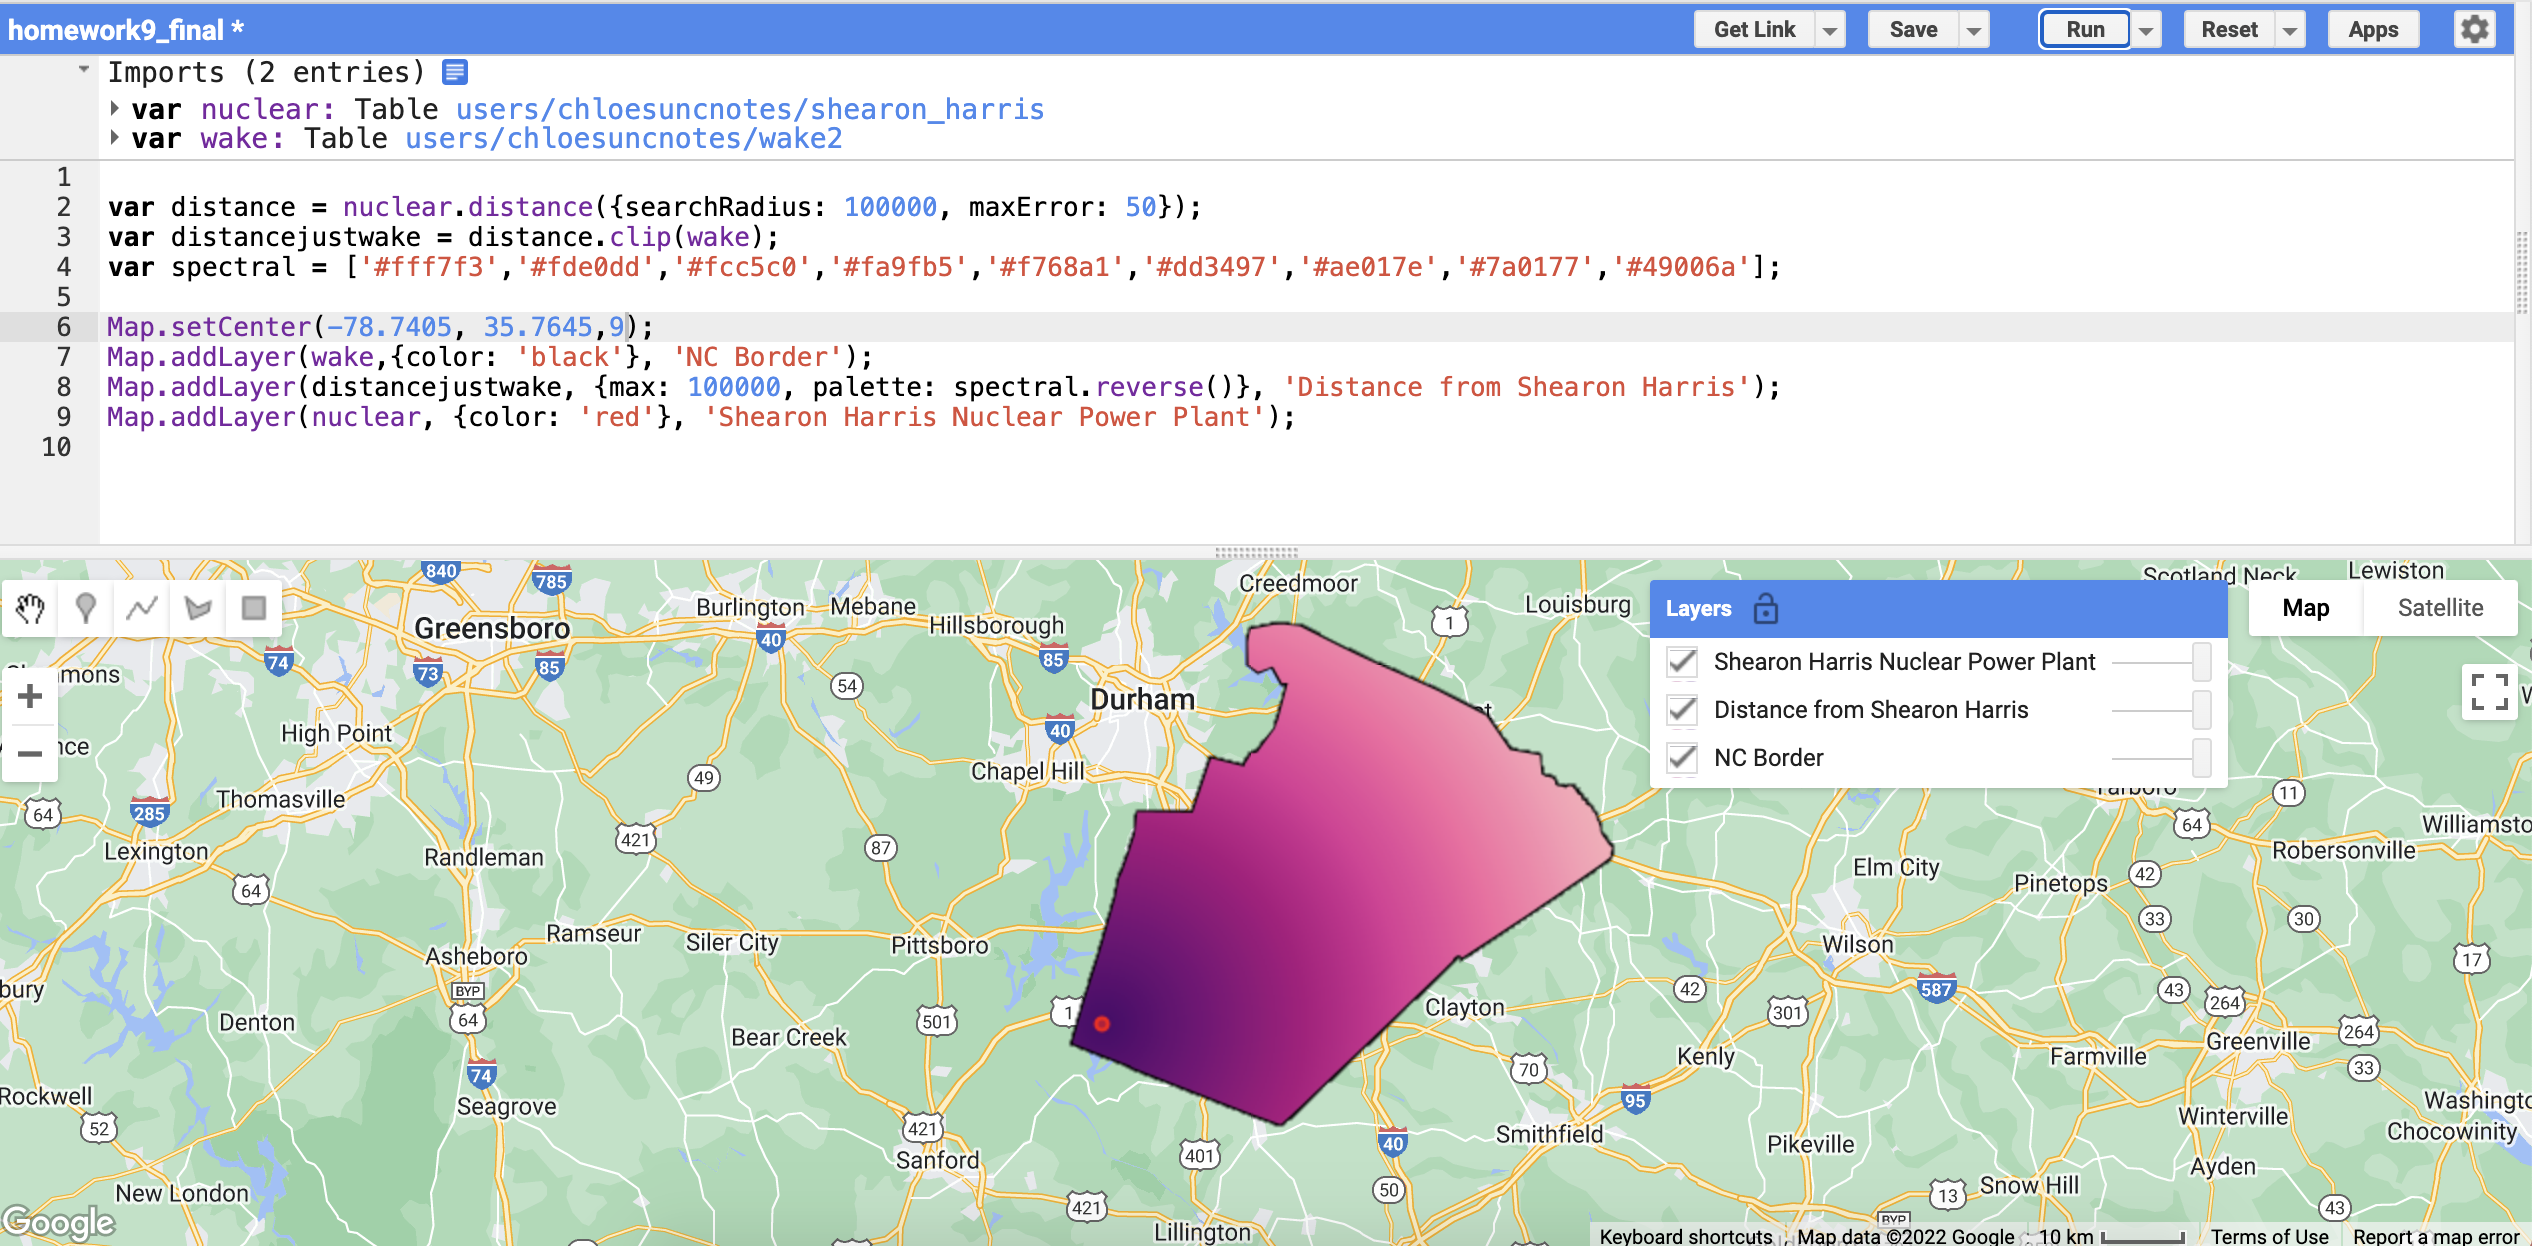 homework9_final *
Get Link
Save
Run
Reset
Apps
Imports (2 entries)
var nuclear: Table users/chloesuncnotes/shearon_harris
var wake: Table users/chloesuncnotes/wake2
1
2 var distance = nuclear.distance({searchRadius: 100000, maxError: 50});
3 var distancejustwake = distance.clip(wake);
4 var spectral = ['#fff7f3','#fde0dd','#fcc5c0','#fa9fb5','#f768a1','#dd3497','#ae017e','#7a0177','#49006a'];
5
6 Map.setCenter(-78.7405, 35.7645,9);
7 Map.addLayer(wake,{color: 'black'}, 'NC Border');
8 Map.addLayer(distancejustwake, {max: 100000, palette: spectral.reverse()}, 'Distance from Shearon Harris');
9 Map.addLayer(nuclear, {color: 'red'}, 'Shearon Harris Nuclear Power Plant');
10
840
785
Creedmoor
Lewiston
Scotland Neck
Burlington
Mebane
Louisburg
Layers
Map
Satellite
Greensboro
Hillsborough
1
40
74
73
85
85
Shearon Harris Nuclear Power Plant
mons
54
Durham
Distance from Shearon Harris
High Point
40
nce
NC Border
Chapel Hill
49
Thomasville
11
64
285
421
87
64
Williamsto
Lexington
Randleman
Robersonville
Elm City
42
Pinetops
64
33
30
Ramseur
Siler City
Pittsboro
Wilson
Asheboro
17
bury
BYP
42
587
43
264
Denton
64
501
1
Clayton
301
264
Bear Creek
Greenville
Kenly
Farmville
74
70
33
Rockwell
Seagrove
95
Washingto
52
421
Winterville
Smithfield
Chocowinity
40
Pikeville
Sanford
401
Ayden
New London
50
13
Snow Hill
421
43
Google
BYP
Lillington
Keyboard shortcuts
Map data ©2022 Google
10 km
Terms of Use
Report a map error